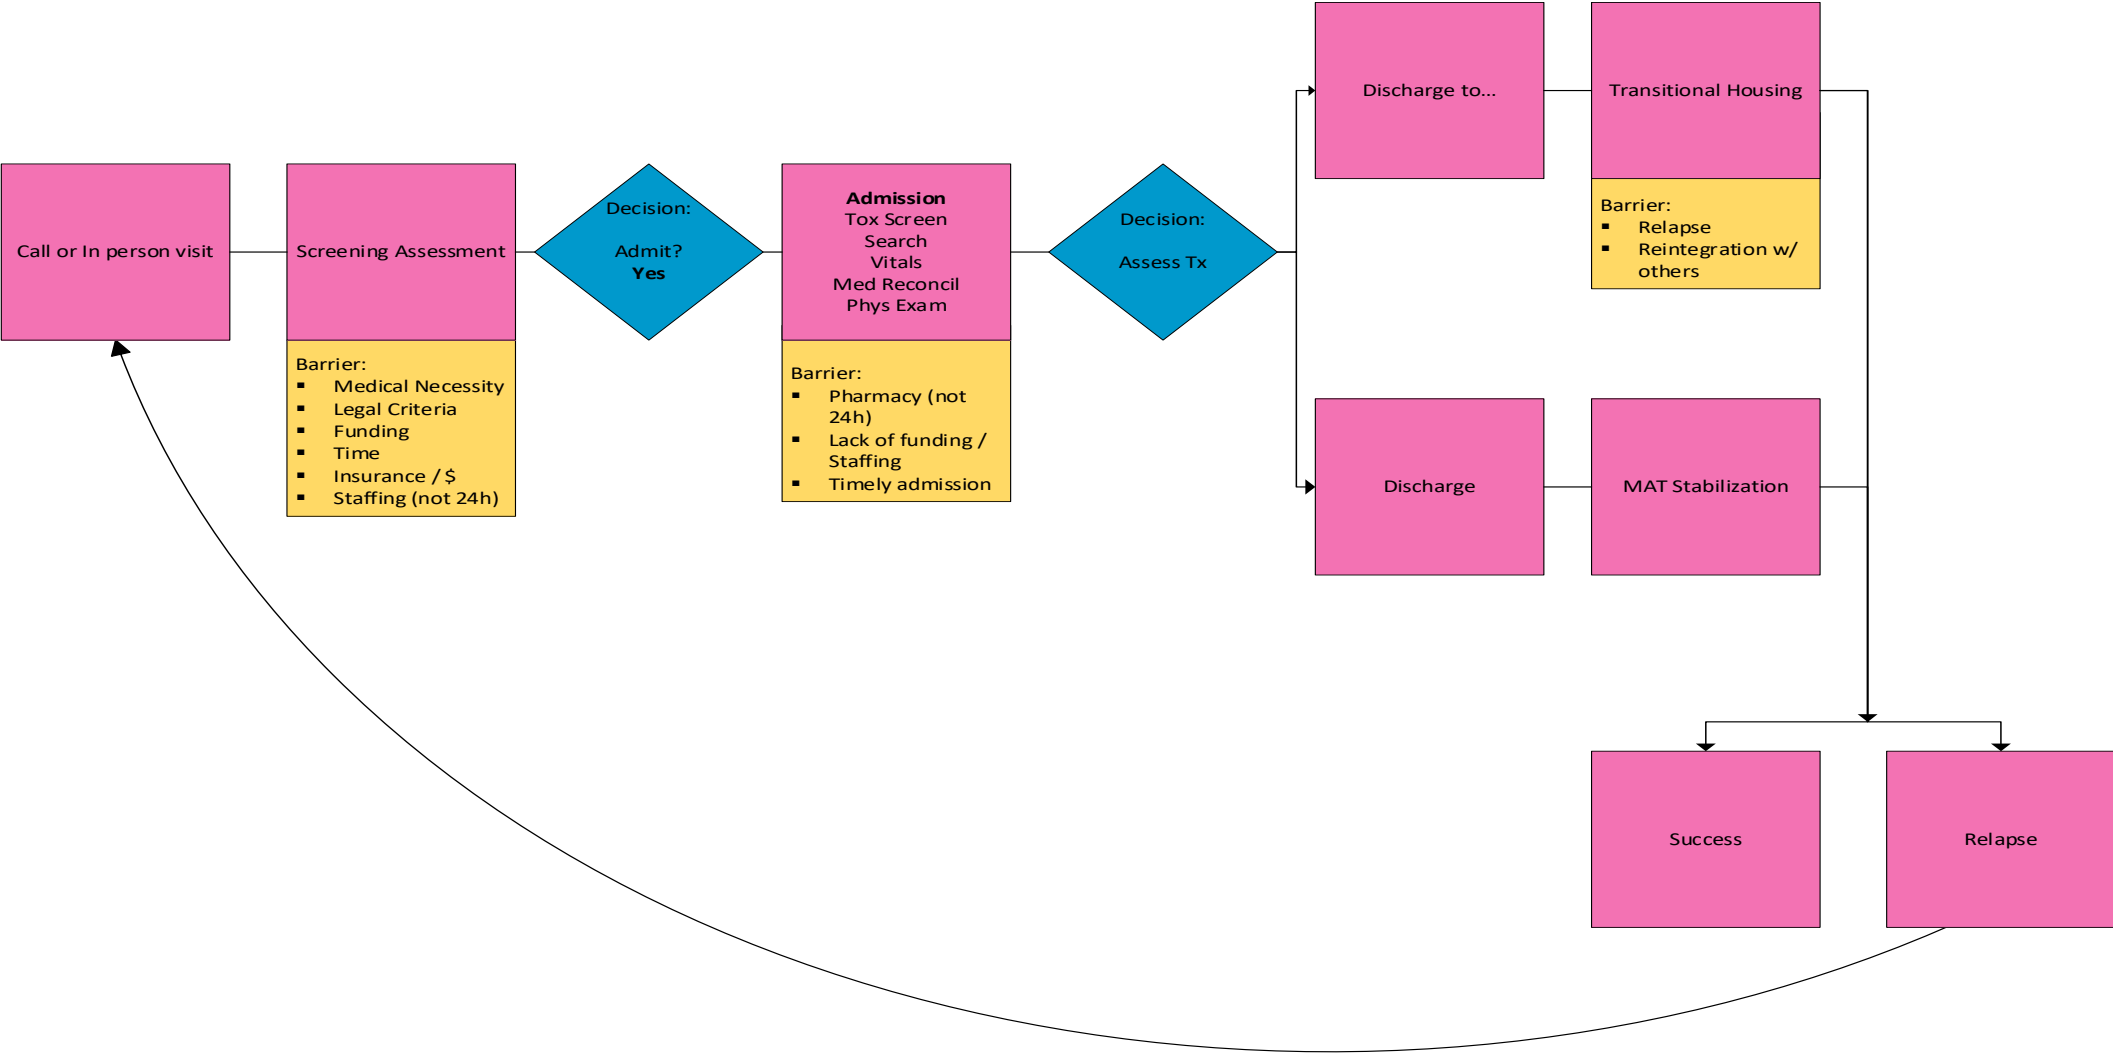 Call or In person visit
Screening Assessment
Barrier:
▪ Medical Necessity
▪ Legal Criteria
▪ Funding
▪ Time
▪ Insurance / $
▪ Staffing (not 24h)
Decision:
Admit?
Yes
Admission
Tox Screen
Search
Vitals
Med Reconcil
Phys Exam
Barrier:
▪ Pharmacy (not
24h)
▪ Lack of funding /
Staffing
▪ Timely admission
Decision:
Assess Tx
Discharge to...
Transitional Housing
Barrier:
▪ Relapse
▪ Reintegration w/
others
Discharge
MAT Stabilization
Success
Relapse